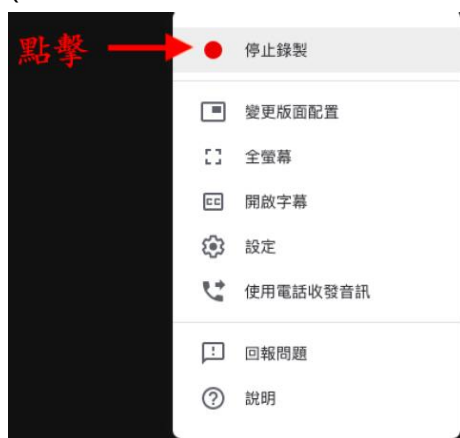 點擊
停止錄製
變更版面配置
全螢幕
開啟字幕
設定
使用電話收發音訊
回報問題
說明